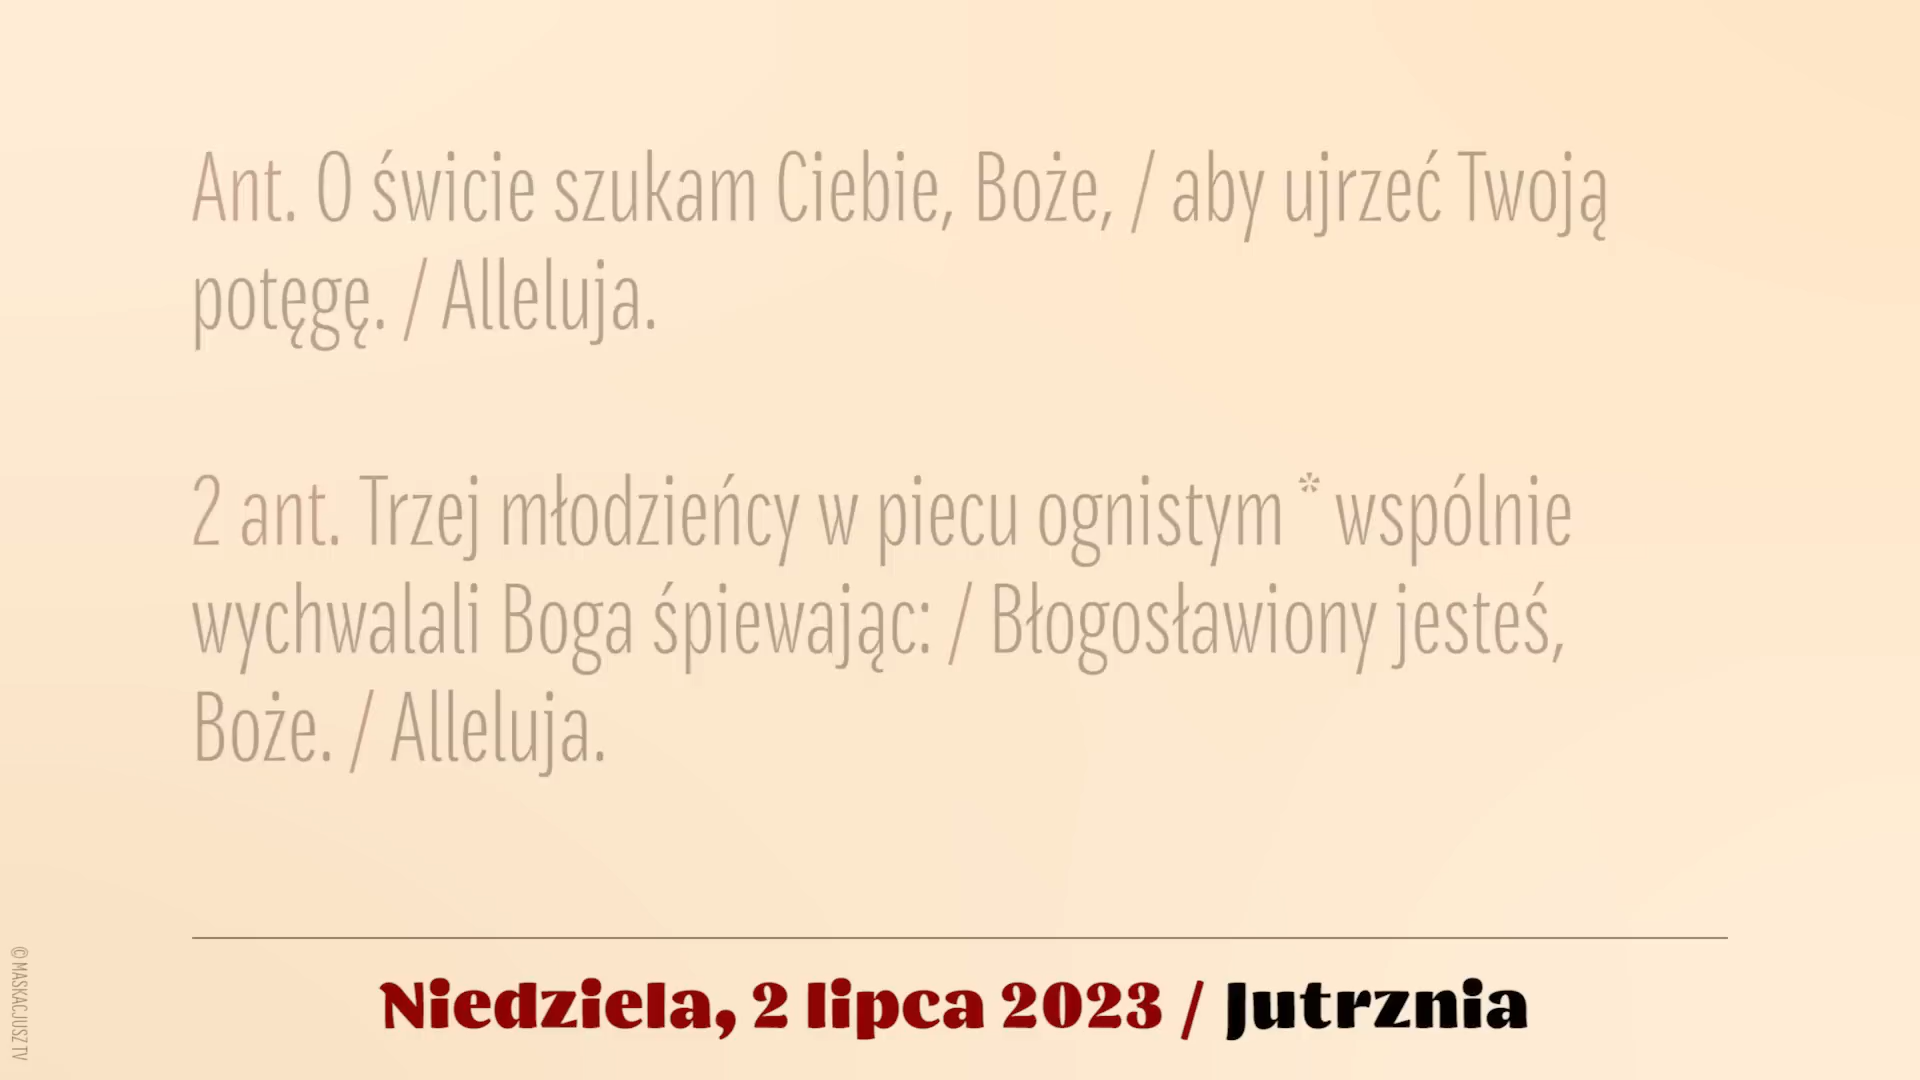 Ant. O świcie szukam Ciebie, Boże, / aby ujrzeć Twoją
potęgę. / Alleluja.
2 ant. Trzej młodzieńcy w piecu ognistym * wspólnie
wychwalali Boga śpiewając: / Błogosławiony jesteś,
Boże. / Alleluja.
Niedziela, 2 lipca 2023 / Jutrznia
© MASKACJUSZ TV